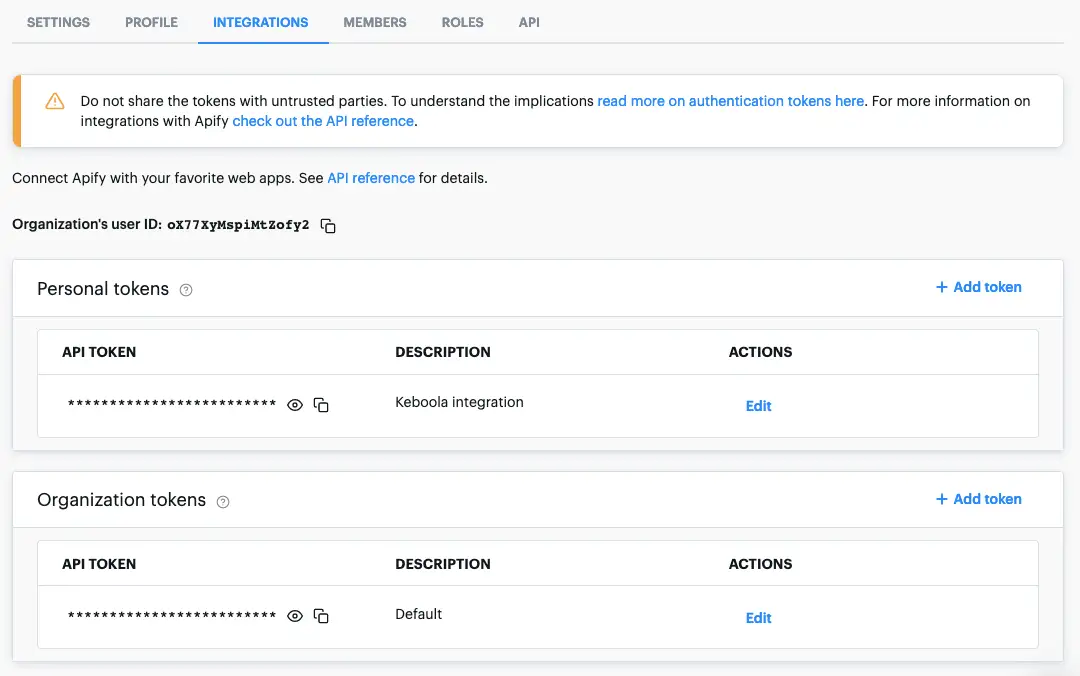 SETTINGS PROFILE INTEGRATIONS MEMBERS ROLES API
Do not share the tokens with untrusted parties. To understand the implications read more on authentication tokens here. For more information on
integrations with Apify check out the API reference.
Connect Apify with your favorite web apps. See API reference for details.
Organization's user ID: oX77XyMspiMtZofy2
Personal tokens ? + Add token
API TOKEN DESCRIPTION ACTIONS
************************* Keboola integration Edit
Organization tokens ? + Add token
API TOKEN DESCRIPTION ACTIONS
************************* Default Edit